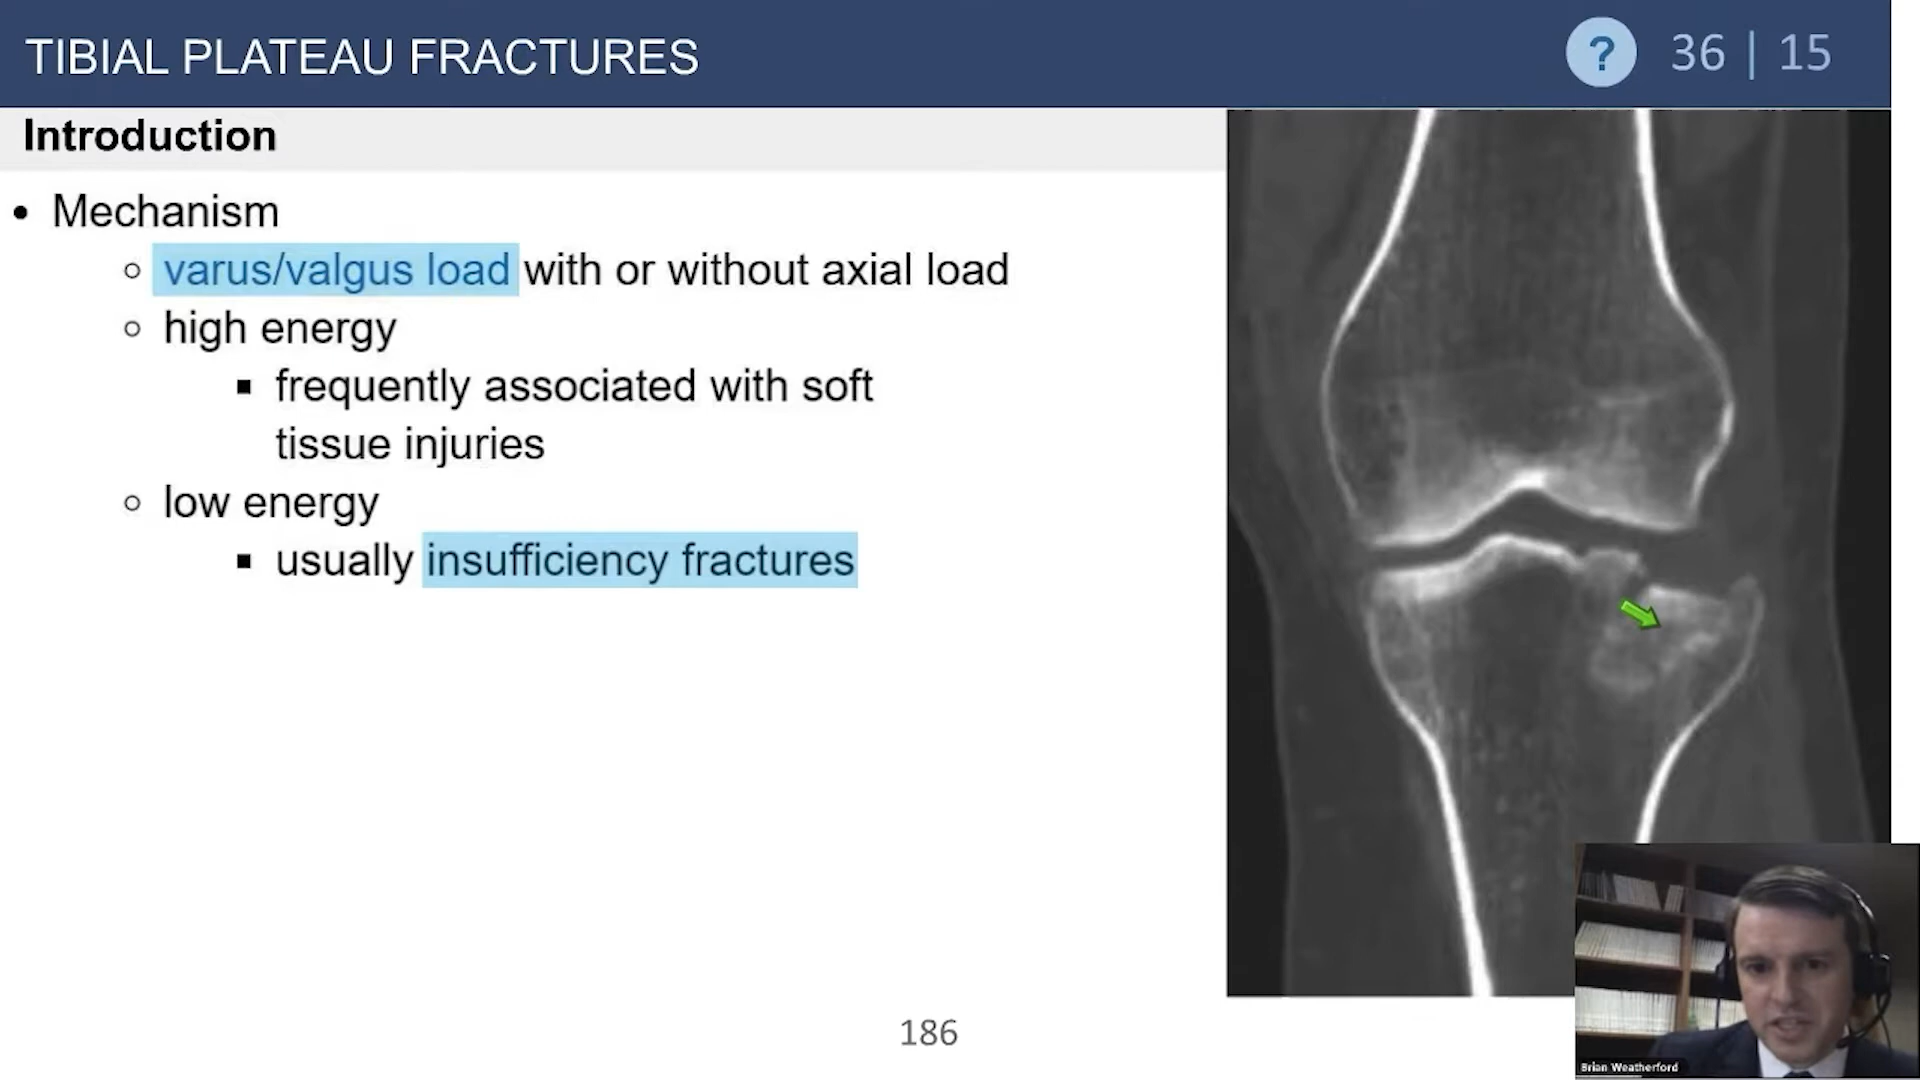 TIBIAL PLATEAU FRACTURES
? 36 | 15
Introduction
• Mechanism
○ varus/valgus load with or without axial load
○ high energy
▪ frequently associated with soft
tissue injuries
○ low energy
▪ usually insufficiency fractures
186
Brian Weatherford